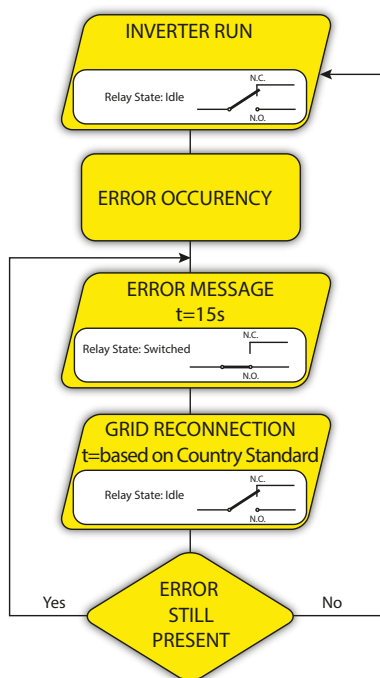 INVERTER RUN
N.C.
Relay State: Idle
N.O.
ERROR OCCURENCY
ERROR MESSAGE
t=15s
N.C.
Relay State: Switched
N.O.
GRID RECONNECTION
t=based on Country Standard
N.C.
Relay State: Idle
N.O.
Yes
ERROR
STILL
PRESENT
No